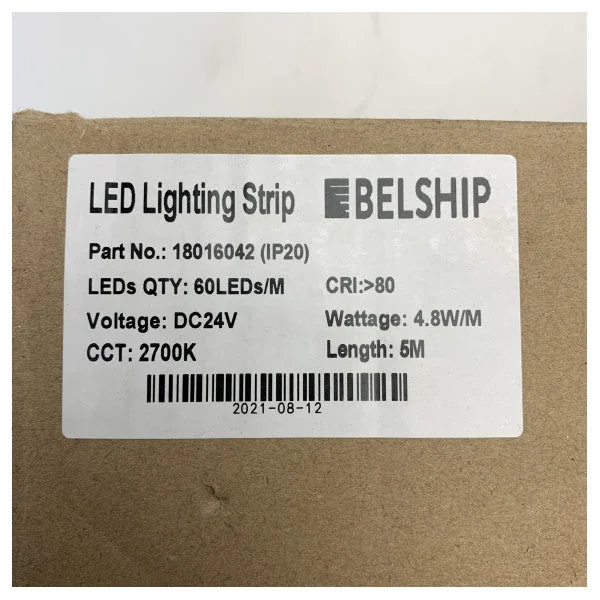 LED Lighting Strip BELSHIP
Part No.: 18016042 (IP20)
LEDs QTY: 60LEDs/M CRI:>80
Voltage: DC24V Wattage: 4.8W/M
CCT: 2700K Length: 5M
2021-08-12